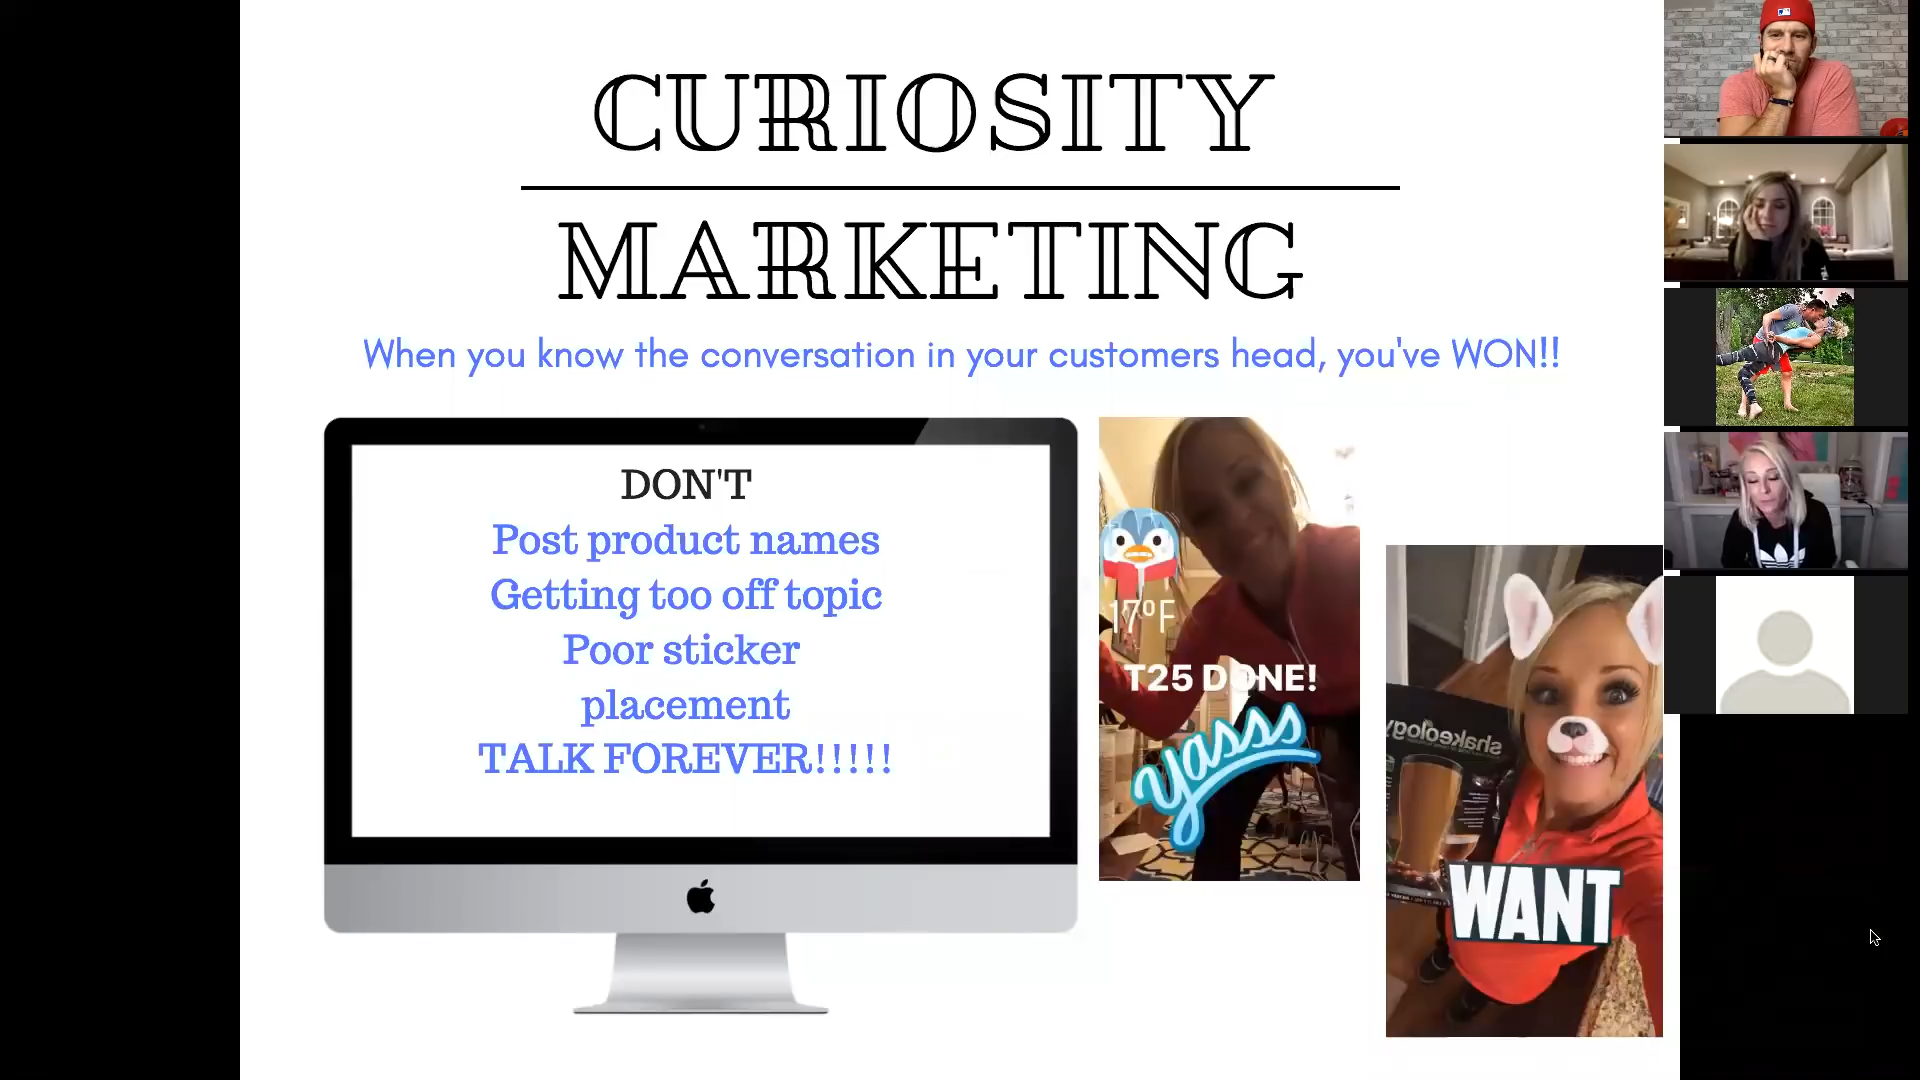 CURIOSITY
MARKETING
When you know the conversation in your customers head, you've WON!!
DON'T
Post product names
Getting too off topic
Poor sticker
placement
TALK FOREVER!!!!!
17°F
T25 DONE!
yasss
shakeology
WANT